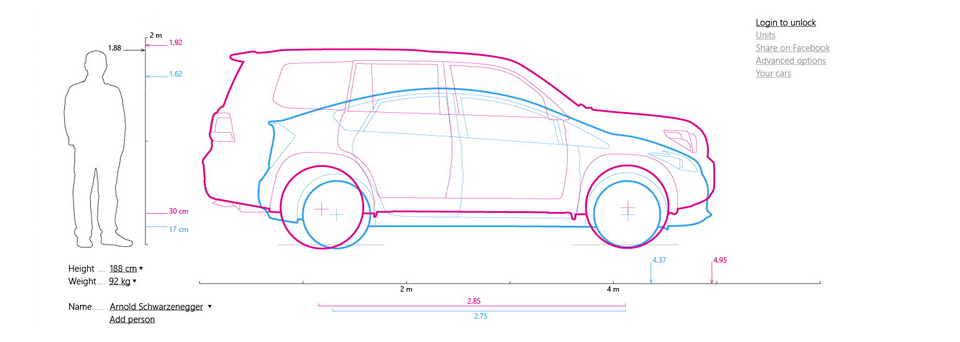 Login to unlock
Units
Share on Facebook
Advanced options
Your cars
2 m
1.92
1.88
1.62
30 cm
17 cm
4.37
4.95
Height 188 cm ▾
Weight 92 kg ▾
2 m
4 m
2.85
2.75
Name Arnold Schwarzenegger ▾
Add person